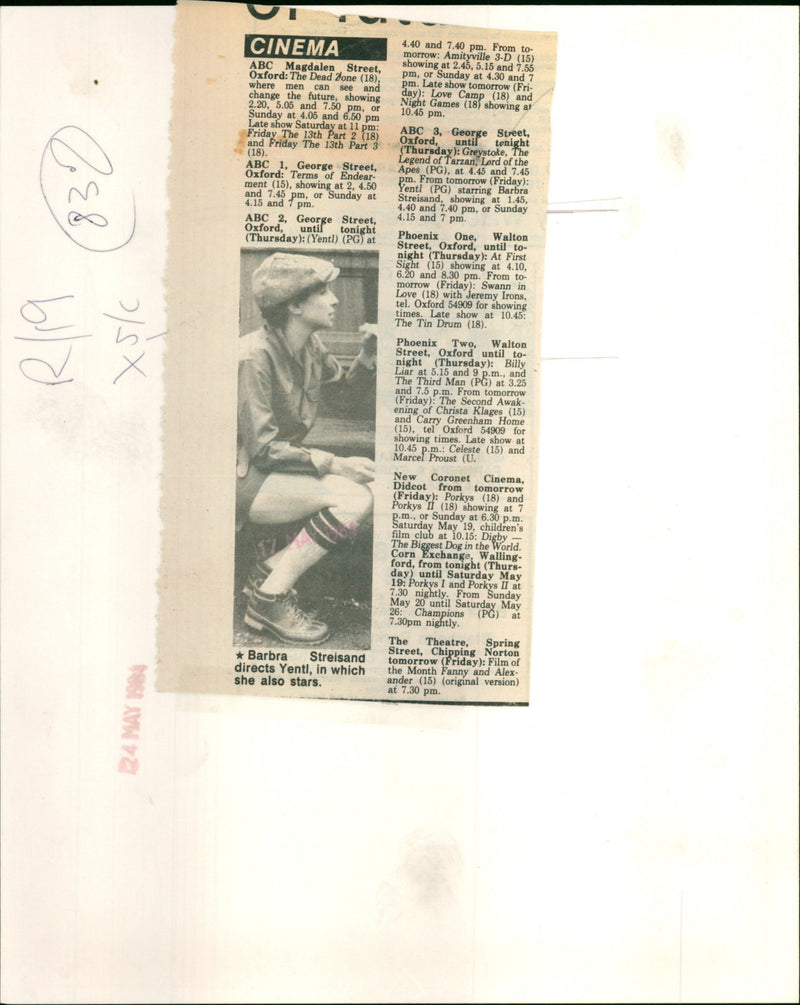 CINEMA
ABC Magdalen Street,
Oxford: The Dead Zone (18),
where men can see and
change the future, showing
2.20, 5.05 and 7.50 pm, or
Sunday at 4.05 and 6.50 pm
Late show Saturday at 11 pm:
Friday The 13th Part 2 (18)
and Friday The 13th Part 3
(18).
ABC 1, George Street,
Oxford: Terms of Endear-
ment (15), showing at 2, 4.50
and 7.45 pm, or Sunday at
4.15 and 7 pm.
ABC 2, George Street,
Oxford, until tonight
(Thursday): (Yentl) (PG) at
★ Barbra Streisand
directs Yentl, in which
she also stars.
4.40 and 7.40 pm. From to-
morrow: Amityville 3-D (15)
showing at 2.45, 5.15 and 7.55
pm, or Sunday at 4.30 and 7
pm. Late show tomorrow (Fri-
day): Love Camp (18) and
Night Games (18) showing at
10.45 pm.
ABC 3, George Street,
Oxford, until tonight
(Thursday): Greystoke, The
Legend of Tarzan, Lord of the
Apes (PG), at 4.45 and 7.45
pm. From tomorrow (Friday):
Yentl (PG) starring Barbra
Streisand, showing at 1.45,
4.40 and 7.40 pm, or Sunday
4.15 and 7 pm.
Phoenix One, Walton
Street, Oxford, until to-
night (Thursday): At First
Sight (15) showing at 4.10,
6.20 and 8.30 pm. From to-
morrow (Friday): Swann in
Love (18) with Jeremy Irons,
tel. Oxford 54909 for showing
times. Late show at 10.45:
The Tin Drum (18).
Phoenix Two, Walton
Street, Oxford until to-
night (Thursday): Billy
Liar at 5.15 and 9 p.m., and
The Third Man (PG) at 3.25
and 7.5 p.m. From tomorrow
(Friday): The Second Awak-
ening of Christa Klages (15)
and Carry Greenham Home
(15), tel Oxford 54909 for
showing times. Late show at
10.45 p.m.: Celeste (15) and
Marcel Proust (U.
New Coronet Cinema,
Didcot from tomorrow
(Friday): Porkys (18) and
Porkys II (18) showing at 7
p.m., or Sunday at 6.30 p.m.
Saturday May 19, children's
film club at 10.15: Digby —
The Biggest Dog in the World.
Corn Exchange, Walling-
ford, from tonight (Thurs-
day) until Saturday May
19: Porkys I and Porkys II at
7.30 nightly. From Sunday
May 20 until Saturday May
26: Champions (PG) at
7.30pm nightly.
The Theatre, Spring
Street, Chipping Norton
tomorrow (Friday): Film of
the Month Fanny and Alex-
ander (15) (original version)
at 7.30 pm.
R/19
X5/c
24 MAY 1984